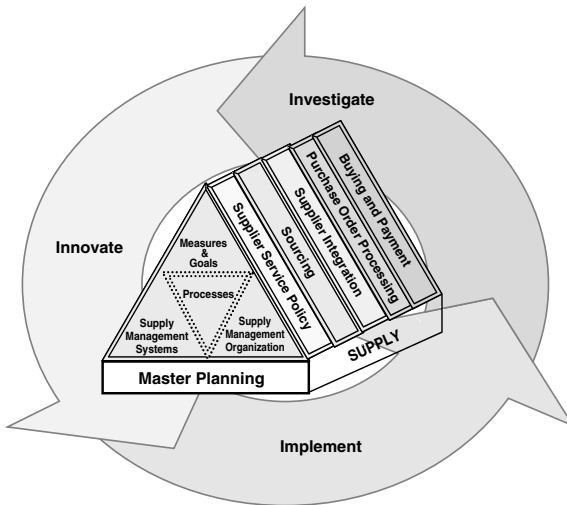 Investigate
Innovate
Measures
&
Goals
Processes
Supply
Management
Systems
Supply
Management
Organization
Supplier Service Policy
Sourcing
Supplier Integration
Purchase Order Processing
Buying and Payment
SUPPLY
Master Planning
Implement